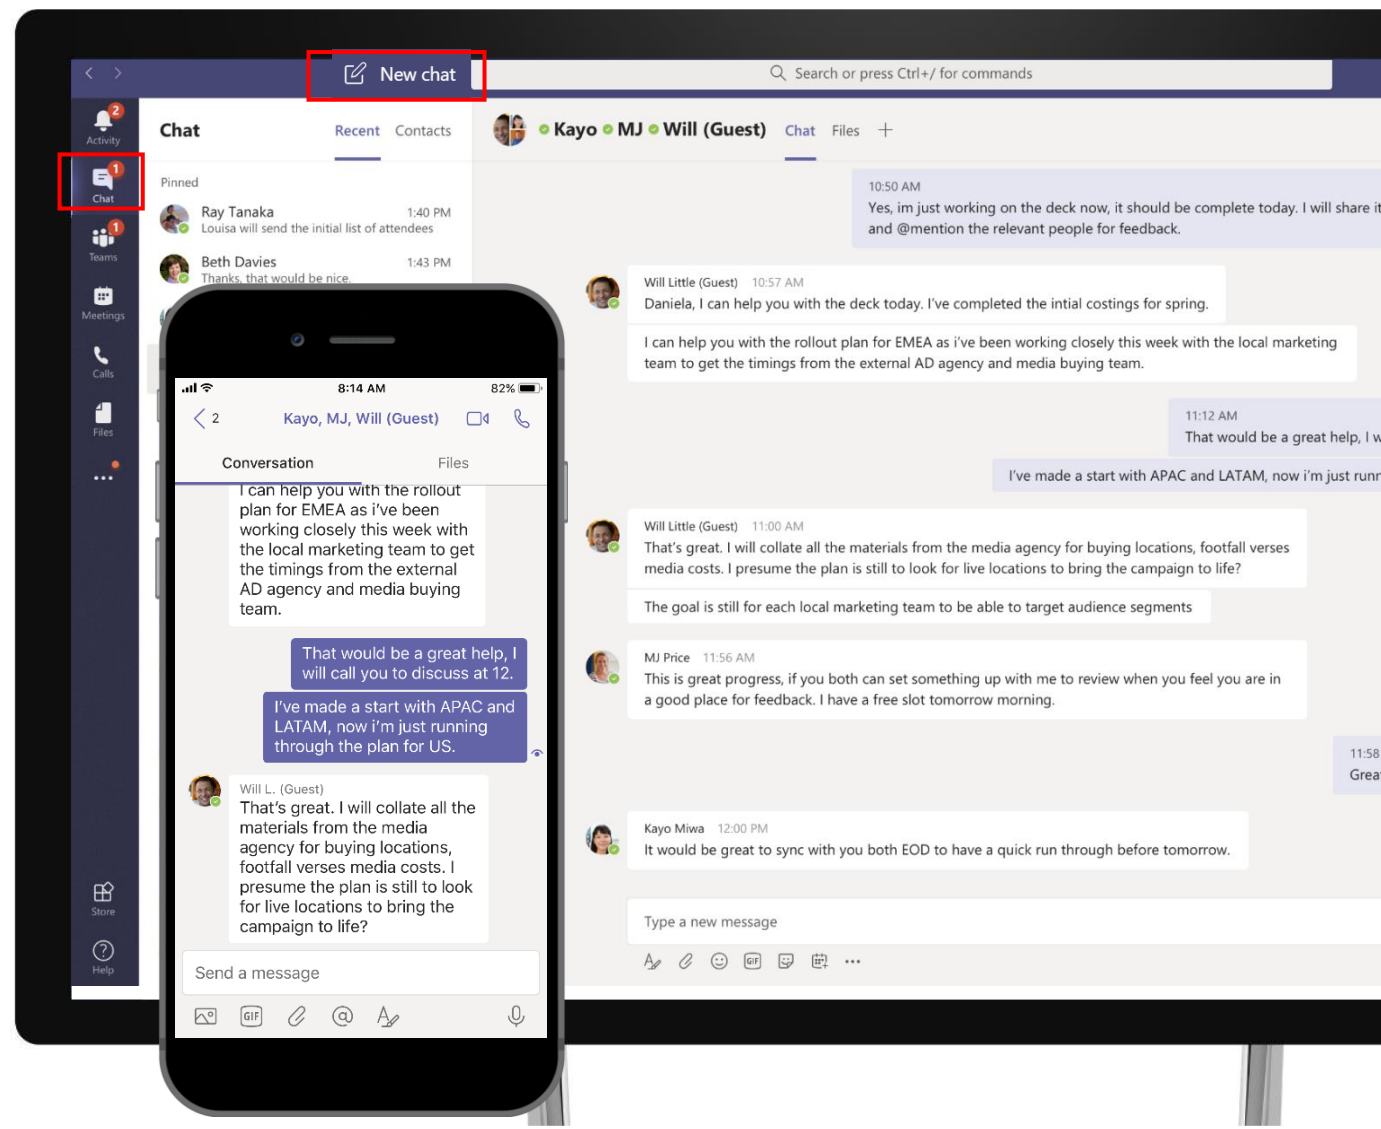 New chat
Search or press Ctrl+/ for commands
2
Activity
1
Chat
1
Teams
Meetings
Calls
Files
Store
Help
Chat
Recent
Contacts
Pinned
Ray Tanaka
1:40 PM
Louisa will send the initial list of attendees
Beth Davies
1:43 PM
Thanks, that would be nice.
Kayo MJ Will (Guest)
Chat
Files
10:50 AM
Yes, im just working on the deck now, it should be complete today. I will share it
and @mention the relevant people for feedback.
Will Little (Guest) 10:57 AM
Daniela, I can help you with the deck today. I've completed the intial costings for spring.
I can help you with the rollout plan for EMEA as i've been working closely this week with the local marketing
team to get the timings from the external AD agency and media buying team.
11:12 AM
That would be a great help, I
I've made a start with APAC and LATAM, now i'm just
Will Little (Guest) 11:00 AM
That's great. I will collate all the materials from the media agency for buying locations, footfall verses
media costs. I presume the plan is still to look for live locations to bring the campaign to life?
The goal is still for each local marketing team to be able to target audience segments
MJ Price 11:56 AM
This is great progress, if you both can set something up with me to review when you feel you are in
a good place for feedback. I have a free slot tomorrow morning.
11:58
Kayo Miwa 12:00 PM
It would be great to sync with you both EOD to have a quick run through before tomorrow.
Type a new message
GIF
8:14 AM
82%
2
Kayo, MJ, Will (Guest)
Conversation
Files
I can help you with the rollout
plan for EMEA as i've been
working closely this week with
the local marketing team to get
the timings from the external
AD agency and media buying
team.
That would be a great help, I
will call you to discuss at 12.
I've made a start with APAC and
LATAM, now i'm just running
through the plan for US.
Will L. (Guest)
That's great. I will collate all the
materials from the media
agency for buying locations,
footfall verses media costs. I
presume the plan is still to look
for live locations to bring the
campaign to life?
Send a message
GIF
@